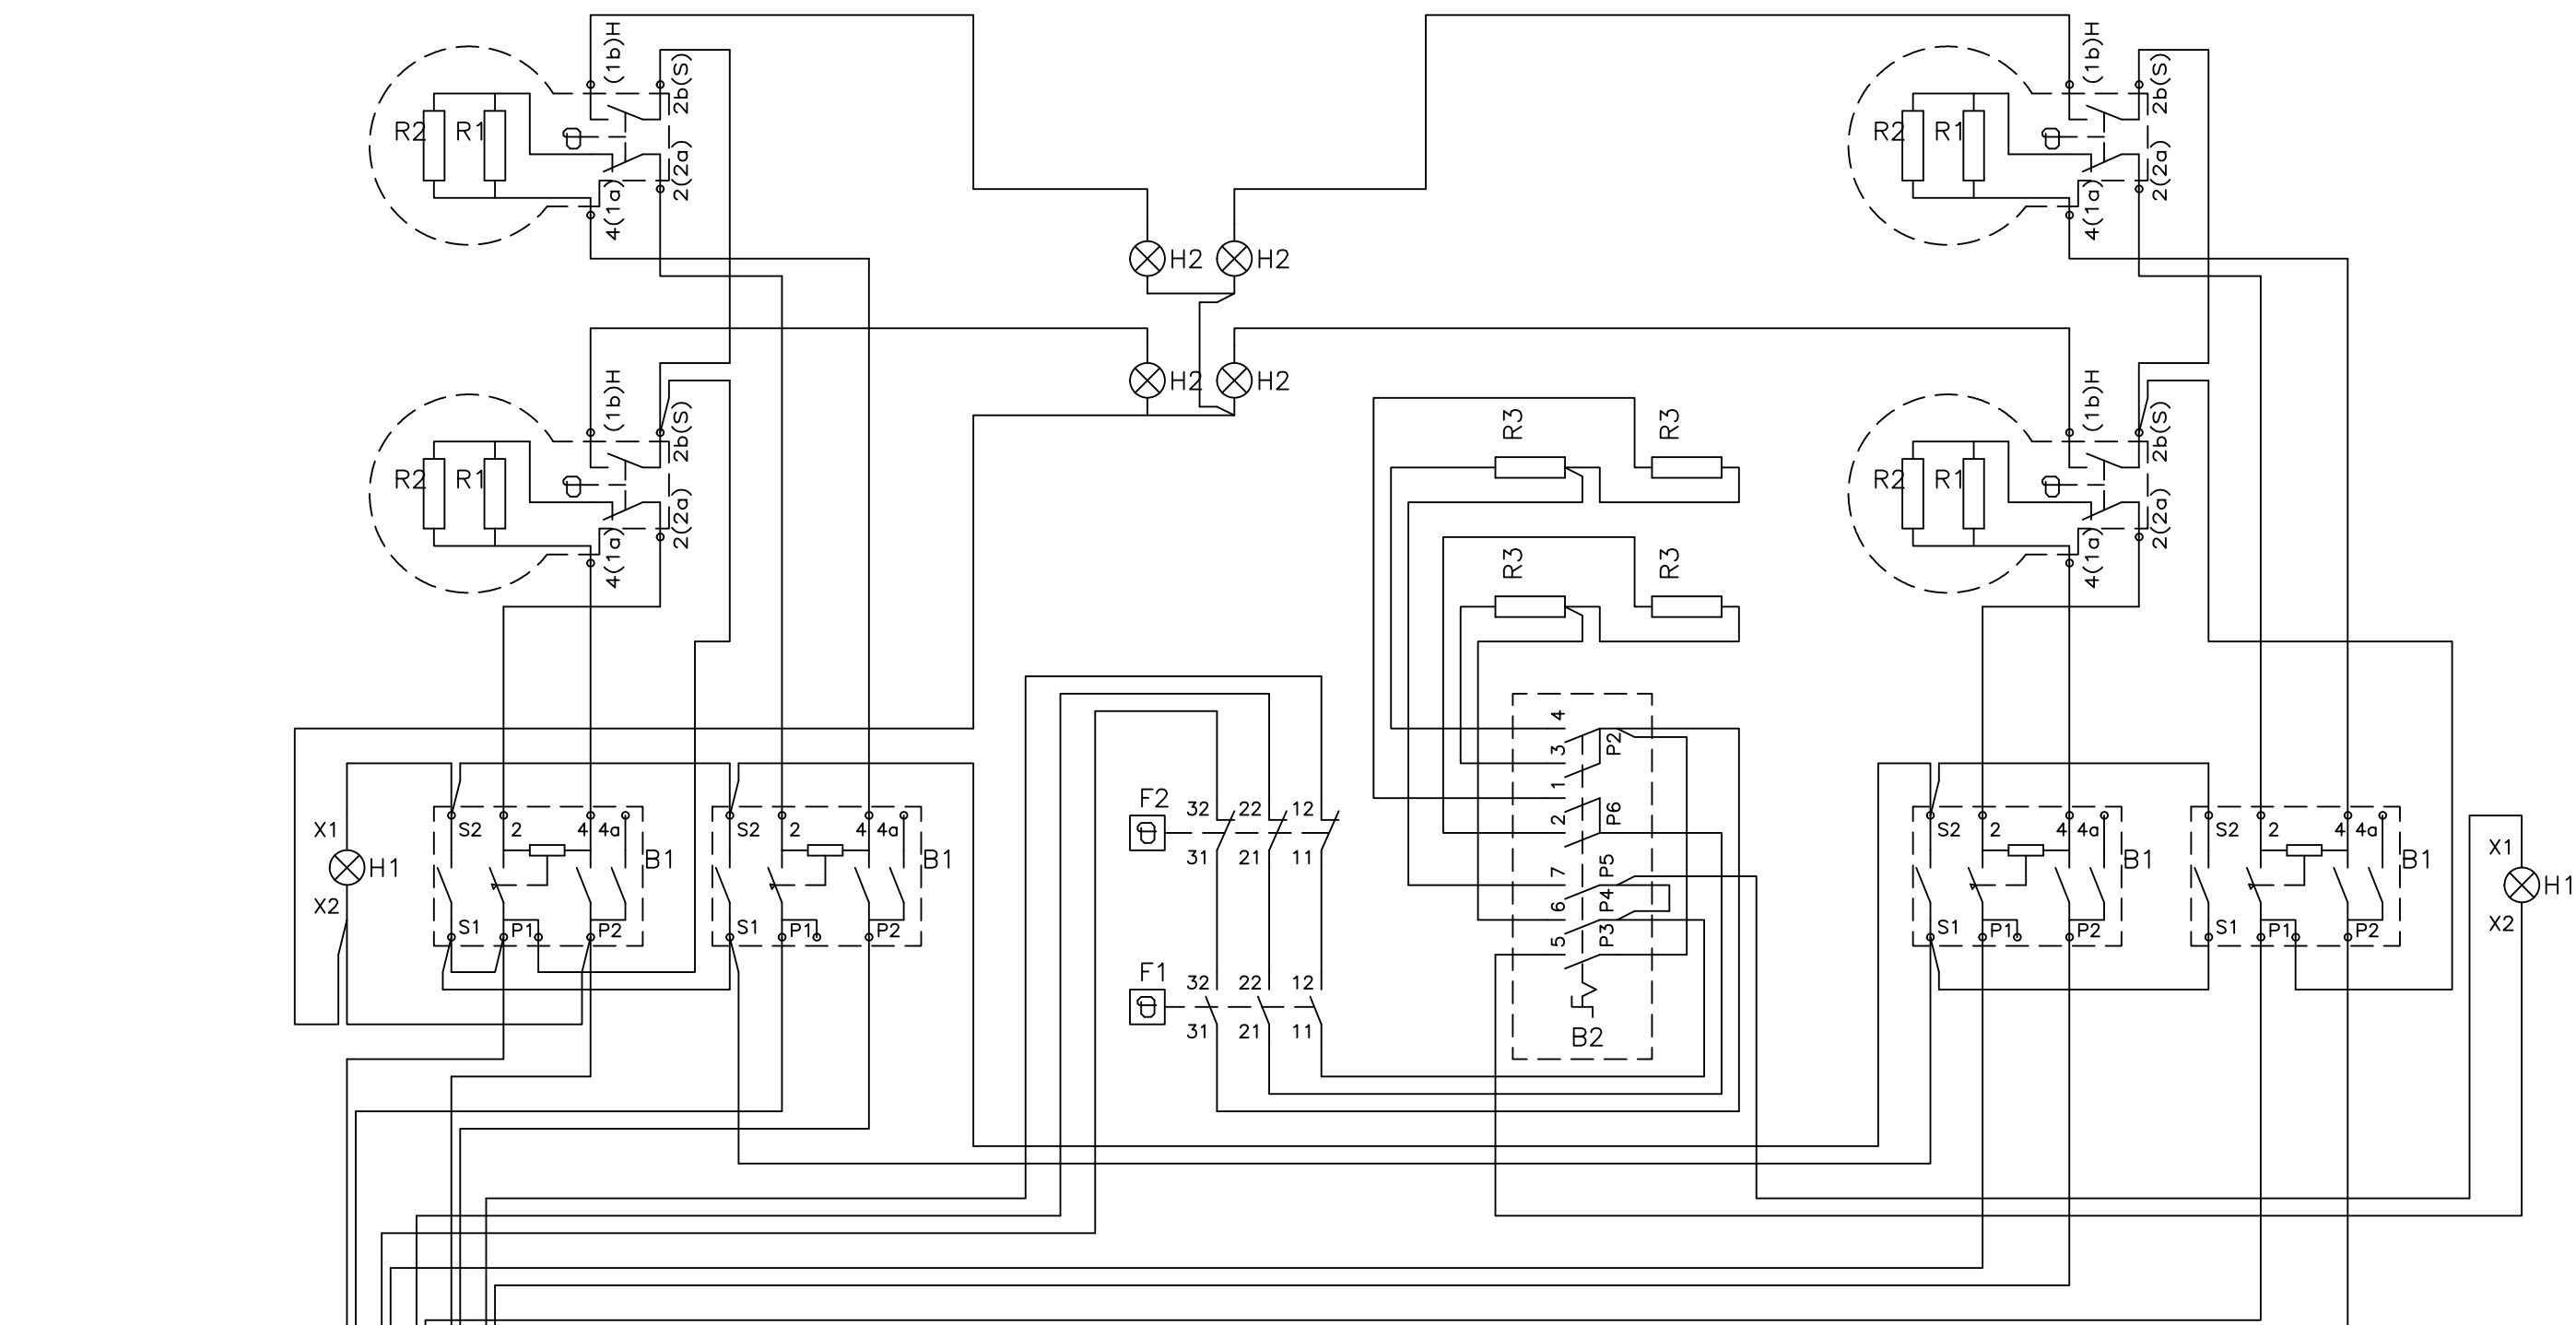 (1b)H
2b(S)
R2 R1
2(2a)
4(1a)
(1b)H
2b(S)
R2 R1
2(2a)
4(1a)
H2 H2
H2 H2
(1b)H
2b(S)
R2 R1
2(2a)
4(1a)
(1b)H
2b(S)
R2 R1
2(2a)
4(1a)
R3 R3
R3 R3
X1
H1
X2
S2 2 4 4a
B1
S1 P1 P2
S2 2 4 4a
B1
S1 P1 P2
F2
32 22 12
31 21 11
F1
32 22 12
31 21 11
4
P2
3
1
P6
2
P5
7
P4
6
P3
5
B2
S2 2 4 4a
B1
S1 P1 P2
S2 2 4 4a
B1
S1 P1 P2
X1
H1
X2